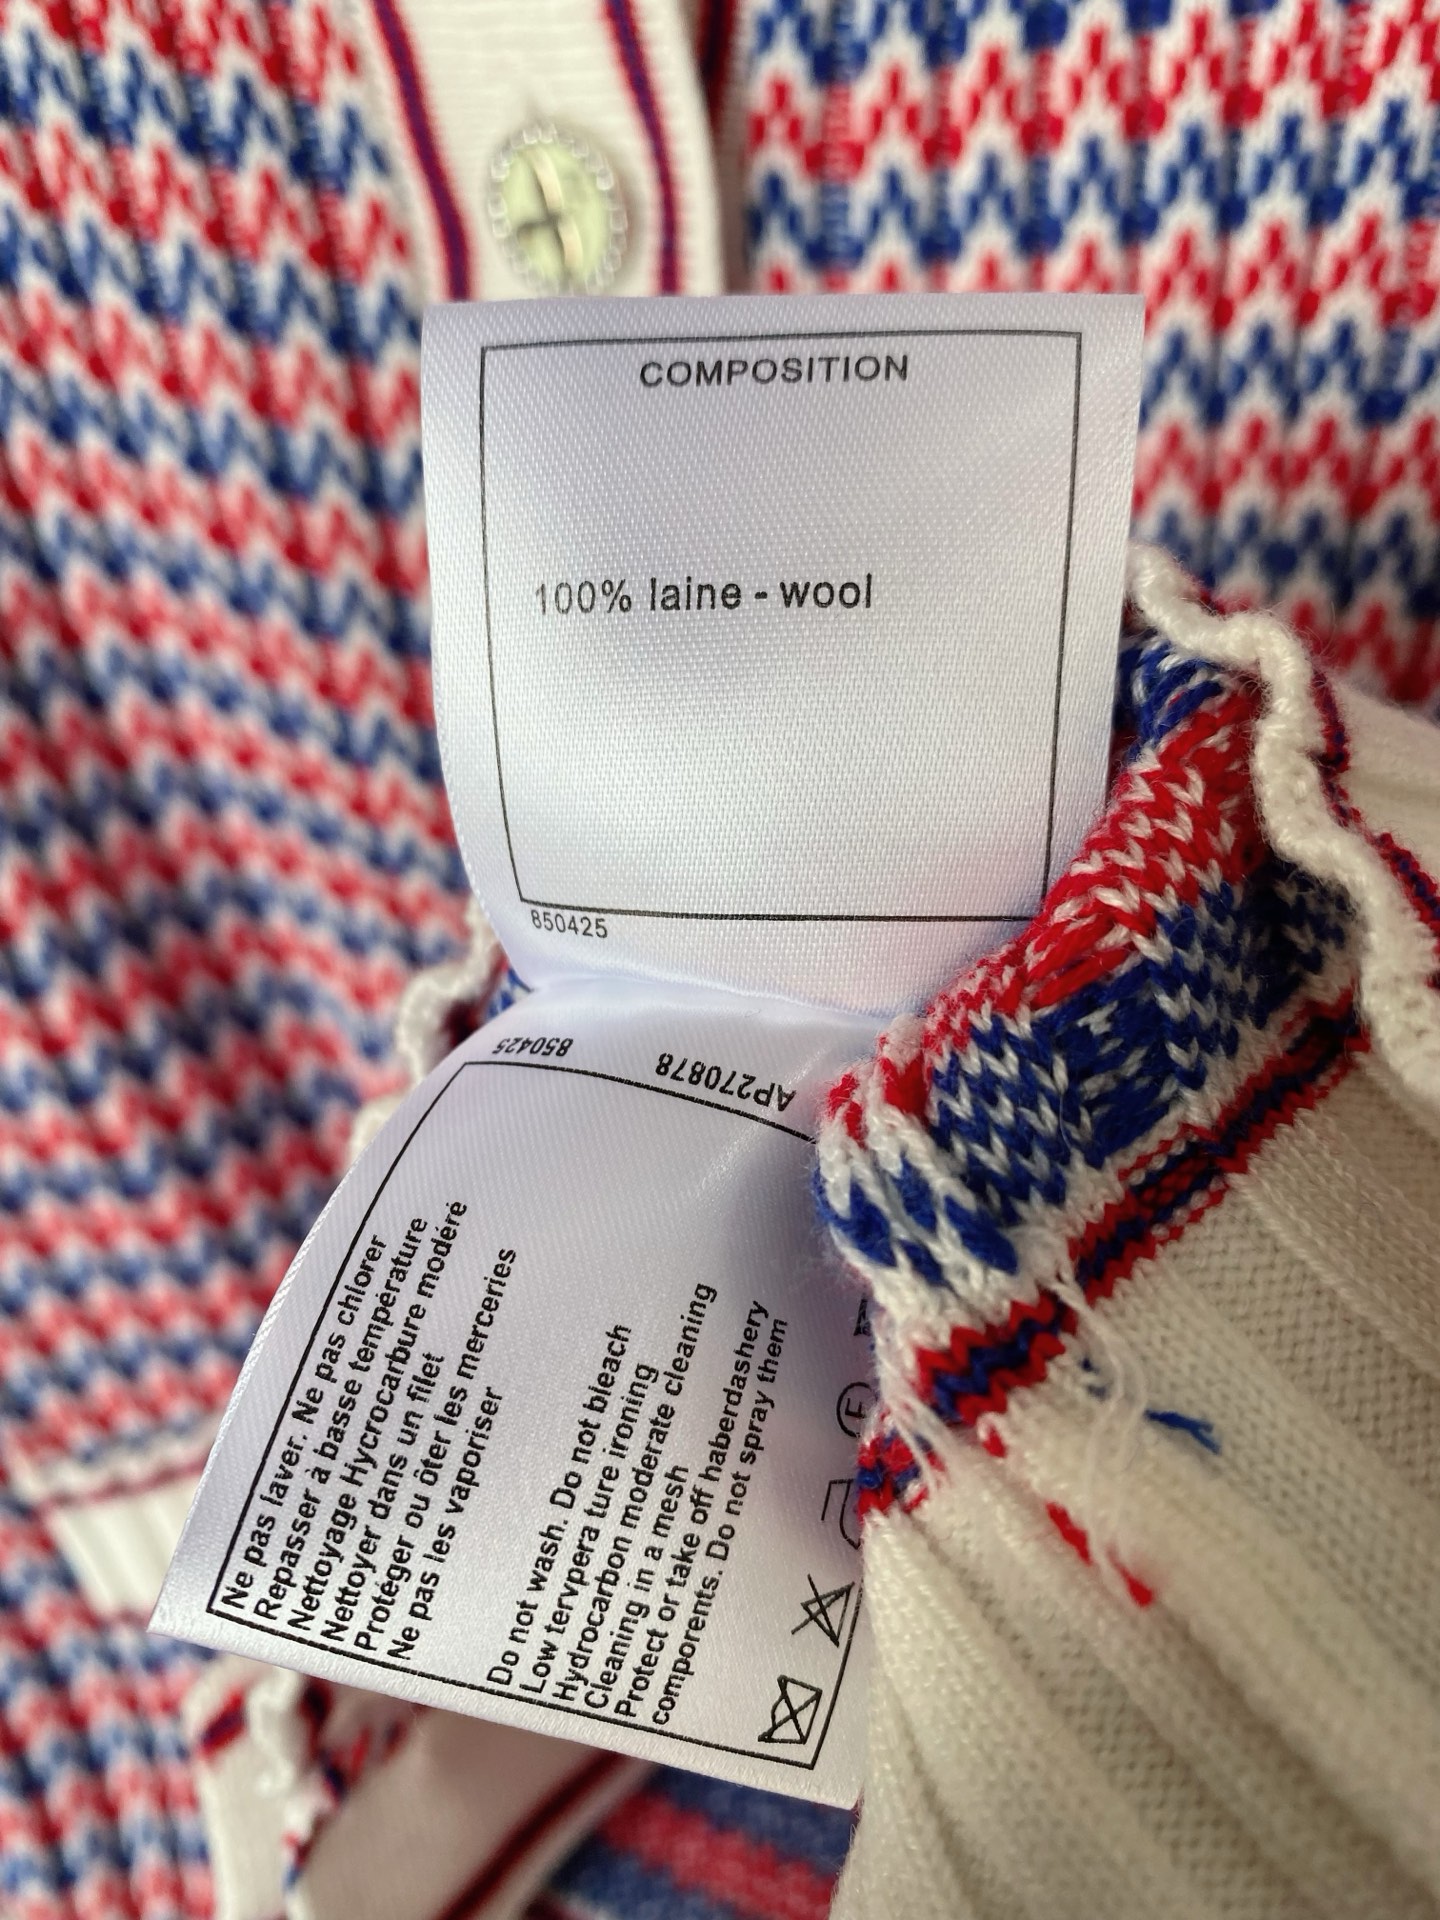 COMPOSITION
100% laine - wool
850425
850425
AP270878
Ne pas laver. Ne pas chlorer
Repasser à basse température
Nettoyage Hycrocarbure modéré
Nettoyer dans un filet
Protéger ou ôter les merceries
Ne pas les vaporiser
Do not wash. Do not bleach
Low tervpera ture ironing
Hydrocarbon moderate cleaning
Cleaning in a mesh
Protect or take off haberdashery
components. Do not spray them
F